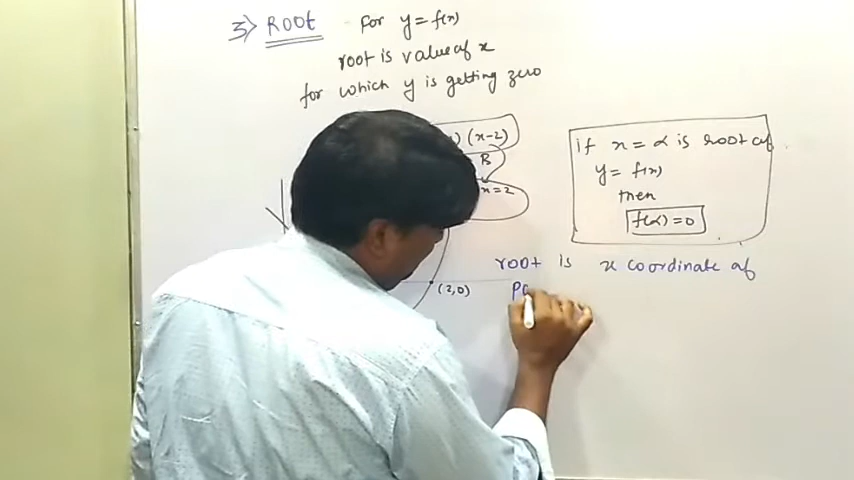 3> ROOT for y = f(x)
root is value of x
for which y is getting zero
(x-2)
B
x=2
(2,0)
if x = α is root of
y = f(x)
then
f(α) = 0
root is x coordinate of